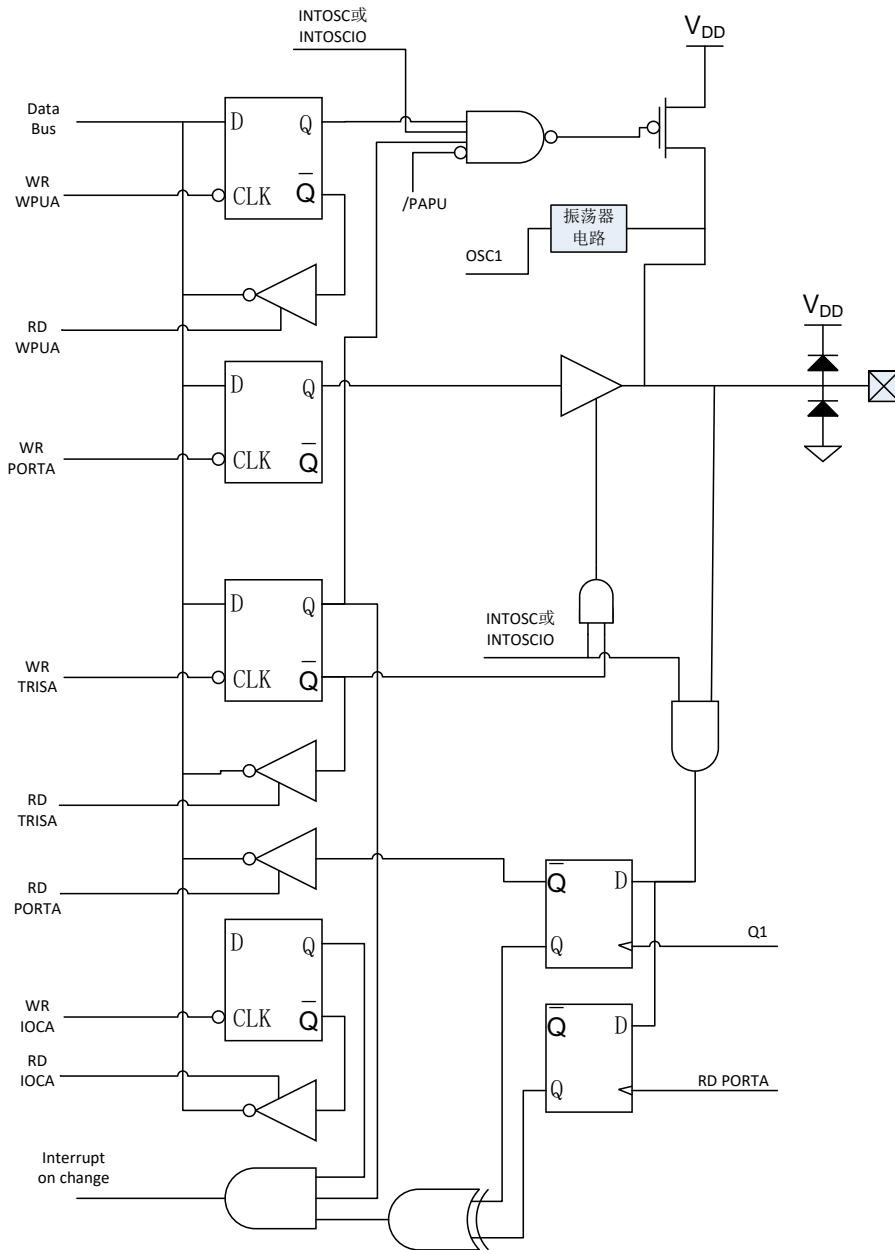 INTOSC或
INTOSCIO
VDD
Data
Bus
D
Q
WR
WPUA
CLK
Q
/PAPU
振荡器
电路
OSC1
RD
WPUA
VDD
D
Q
WR
PORTA
CLK
Q
D
Q
INTOSC或
INTOSCIO
WR
TRISA
CLK
Q
RD
TRISA
RD
PORTA
Q
D
Q
Q1
D
Q
WR
IOCA
CLK
Q
RD
IOCA
Q
D
Q
RD PORTA
Interrupt
on change